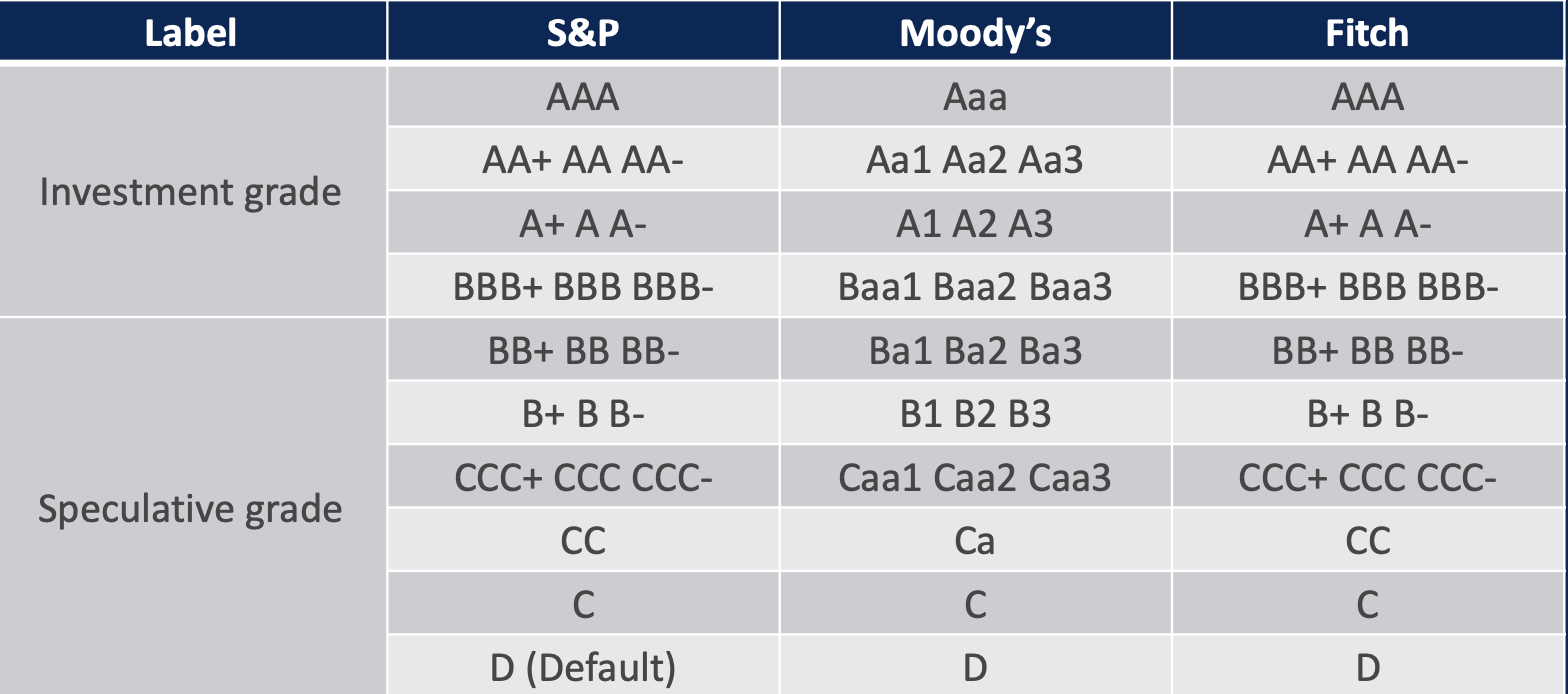 Label S&P Moody’s Fitch
Investment grade
AAA Aaa AAA
AA+ AA AA- Aa1 Aa2 Aa3 AA+ AA AA-
A+ A A- A1 A2 A3 A+ A A-
BBB+ BBB BBB- Baa1 Baa2 Baa3 BBB+ BBB BBB-
Speculative grade
BB+ BB BB- Ba1 Ba2 Ba3 BB+ BB BB-
B+ B B- B1 B2 B3 B+ B B-
CCC+ CCC CCC- Caa1 Caa2 Caa3 CCC+ CCC CCC-
CC Ca CC
C C C
D (Default) D D